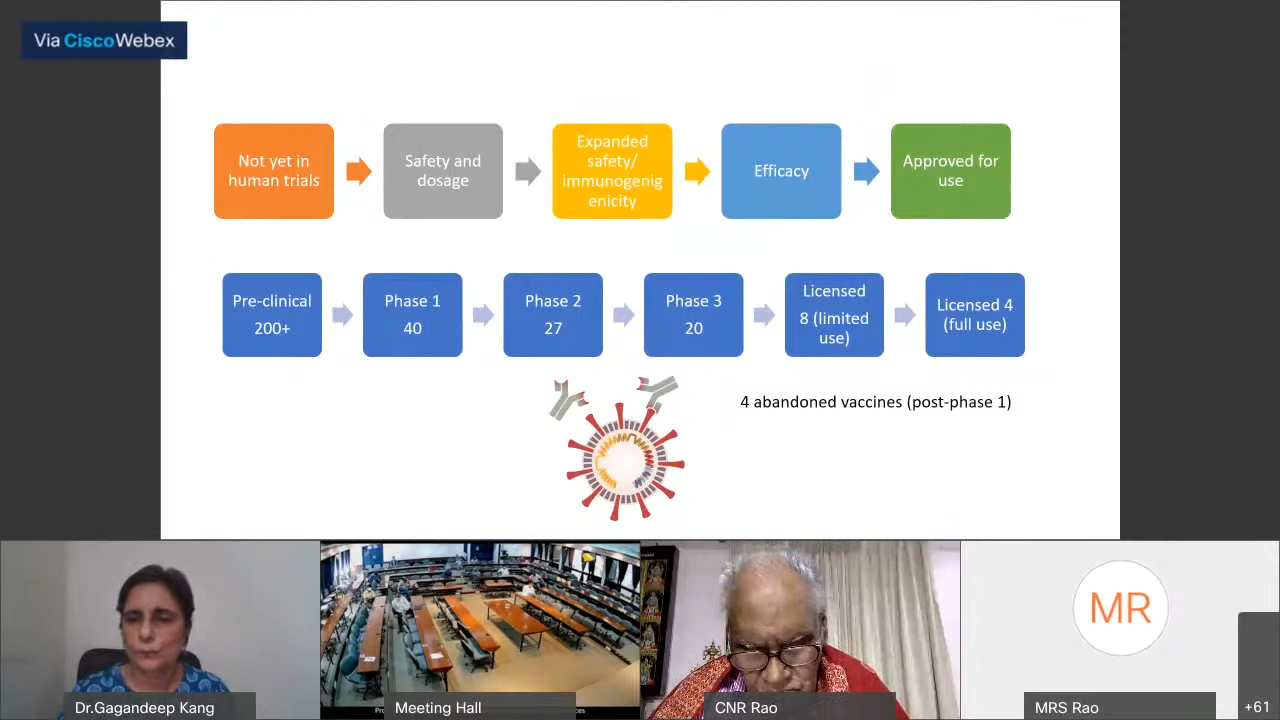 Via CiscoWebex
Not yet in
human trials
Safety and
dosage
Expanded
safety/
immunogenig
enicity
Efficacy
Approved for
use
Pre-clinical
200+
Phase 1
40
Phase 2
27
Phase 3
20
Licensed
8 (limited
use)
Licensed 4
(full use)
4 abandoned vaccines (post-phase 1)
Dr.Gagandeep Kang
Meeting Hall
CNR Rao
MR
MRS Rao
+61